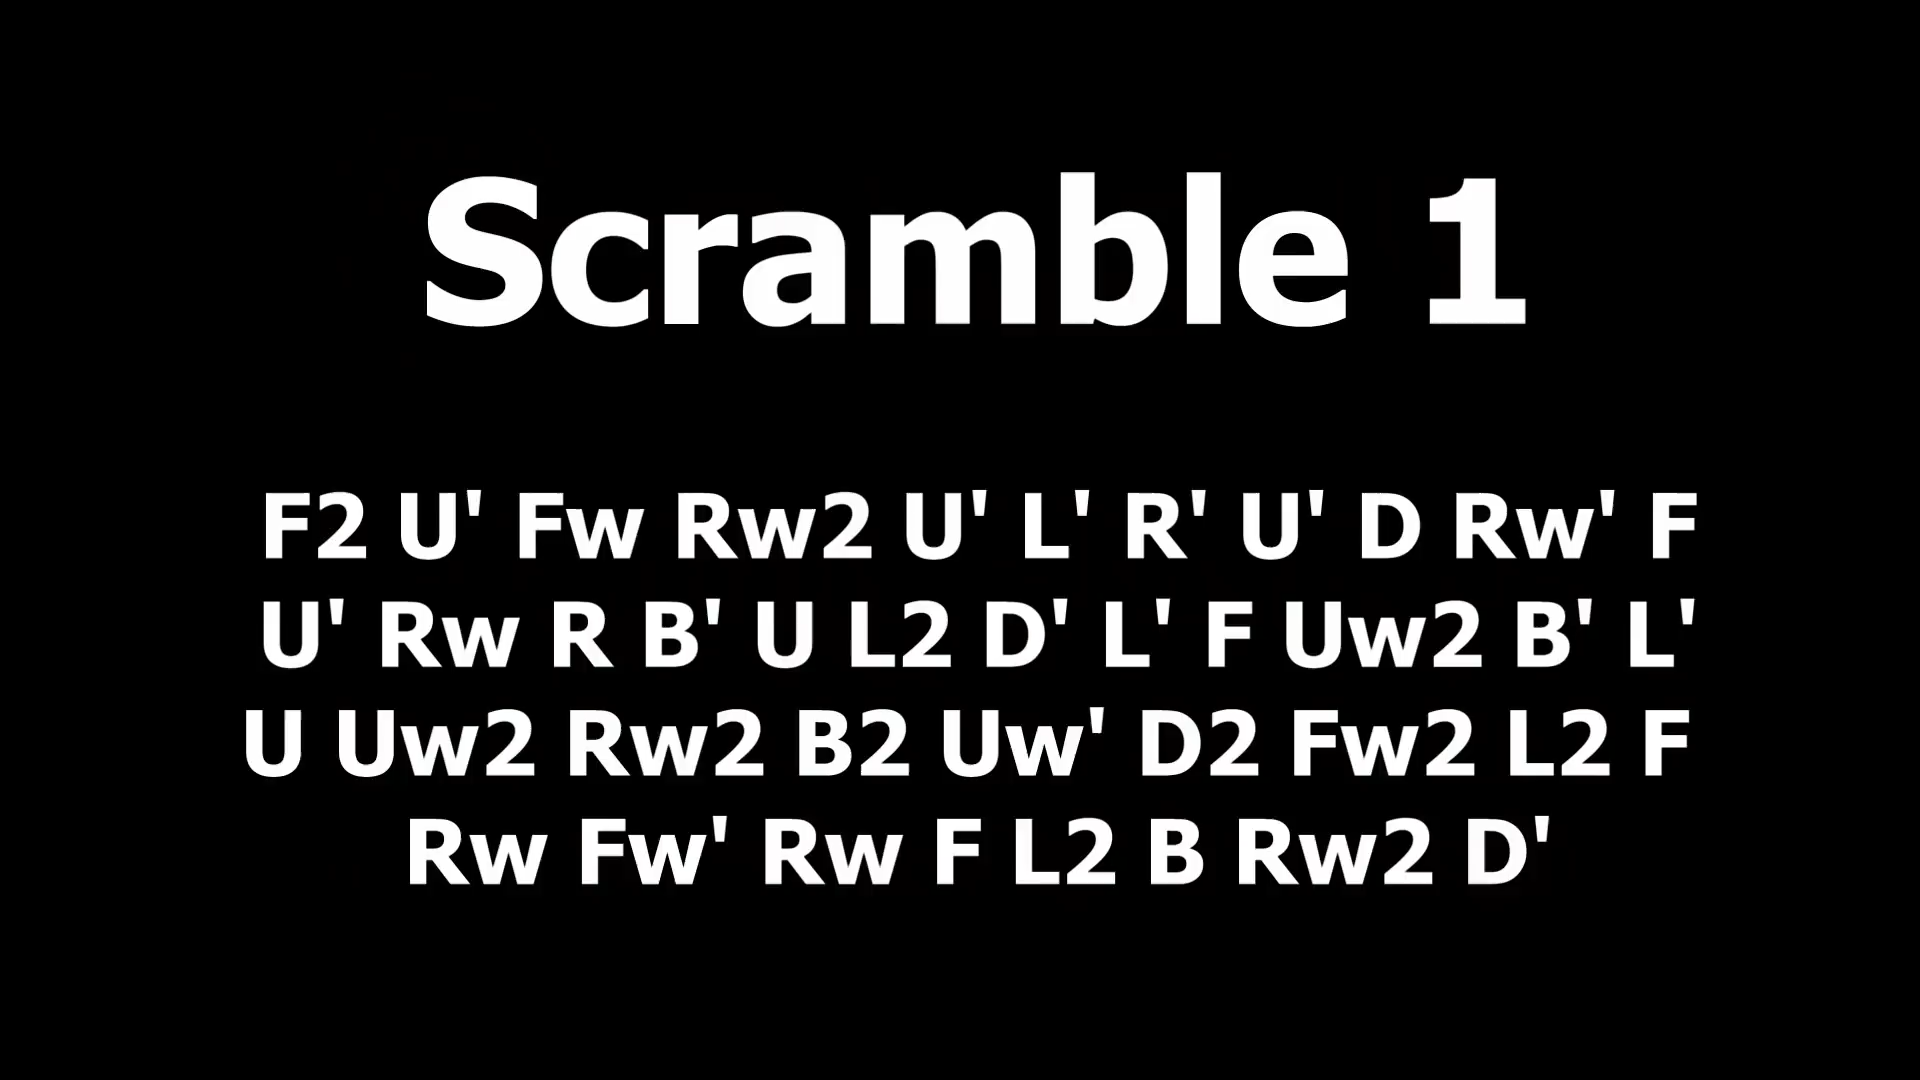 Scramble 1
F2 U' Fw Rw2 U' L' R' U' D Rw' F
U' Rw R B' U L2 D' L' F Uw2 B' L'
U Uw2 Rw2 B2 Uw' D2 Fw2 L2 F
Rw Fw' Rw F L2 B Rw2 D'